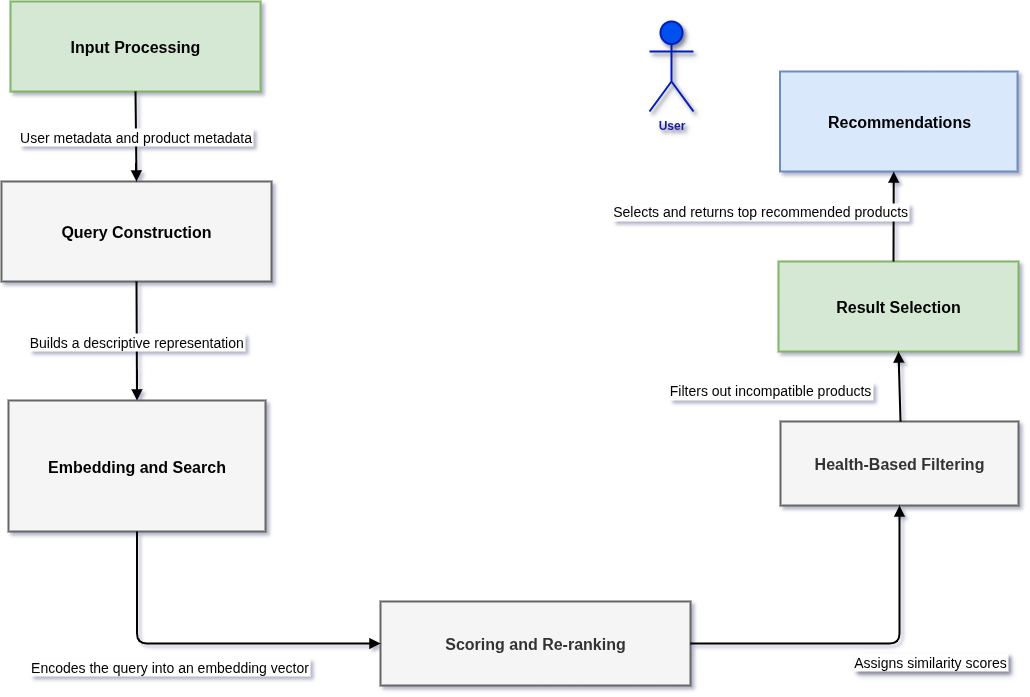 Input Processing
User metadata and product metadata
Query Construction
Builds a descriptive representation
Embedding and Search
Encodes the query into an embedding vector
Scoring and Re-ranking
Assigns similarity scores
Health-Based Filtering
Filters out incompatible products
Result Selection
Selects and returns top recommended products
Recommendations
User